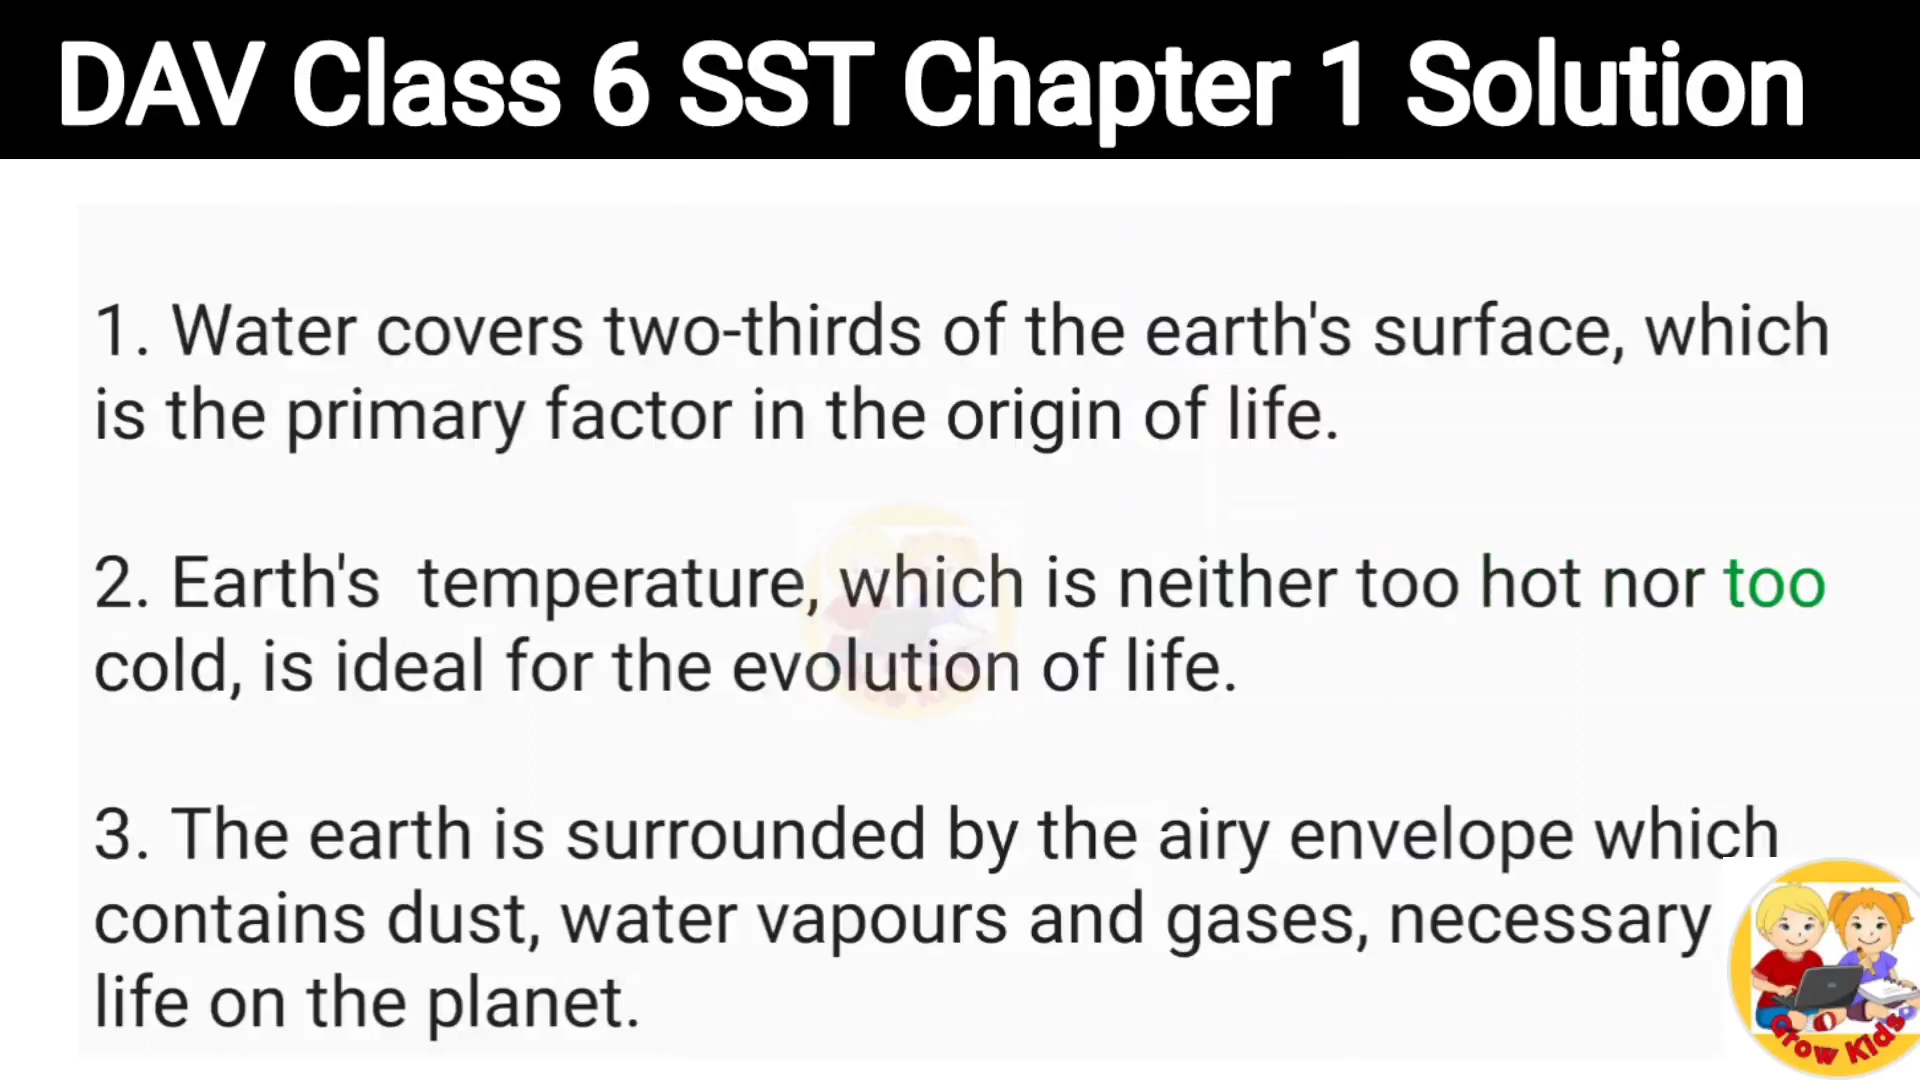 DAV Class 6 SST Chapter 1 Solution
1. Water covers two-thirds of the earth's surface, which
is the primary factor in the origin of life.
2. Earth's temperature, which is neither too hot nor too
cold, is ideal for the evolution of life.
3. The earth is surrounded by the airy envelope which
contains dust, water vapours and gases, necessary
life on the planet.
Grow Kids